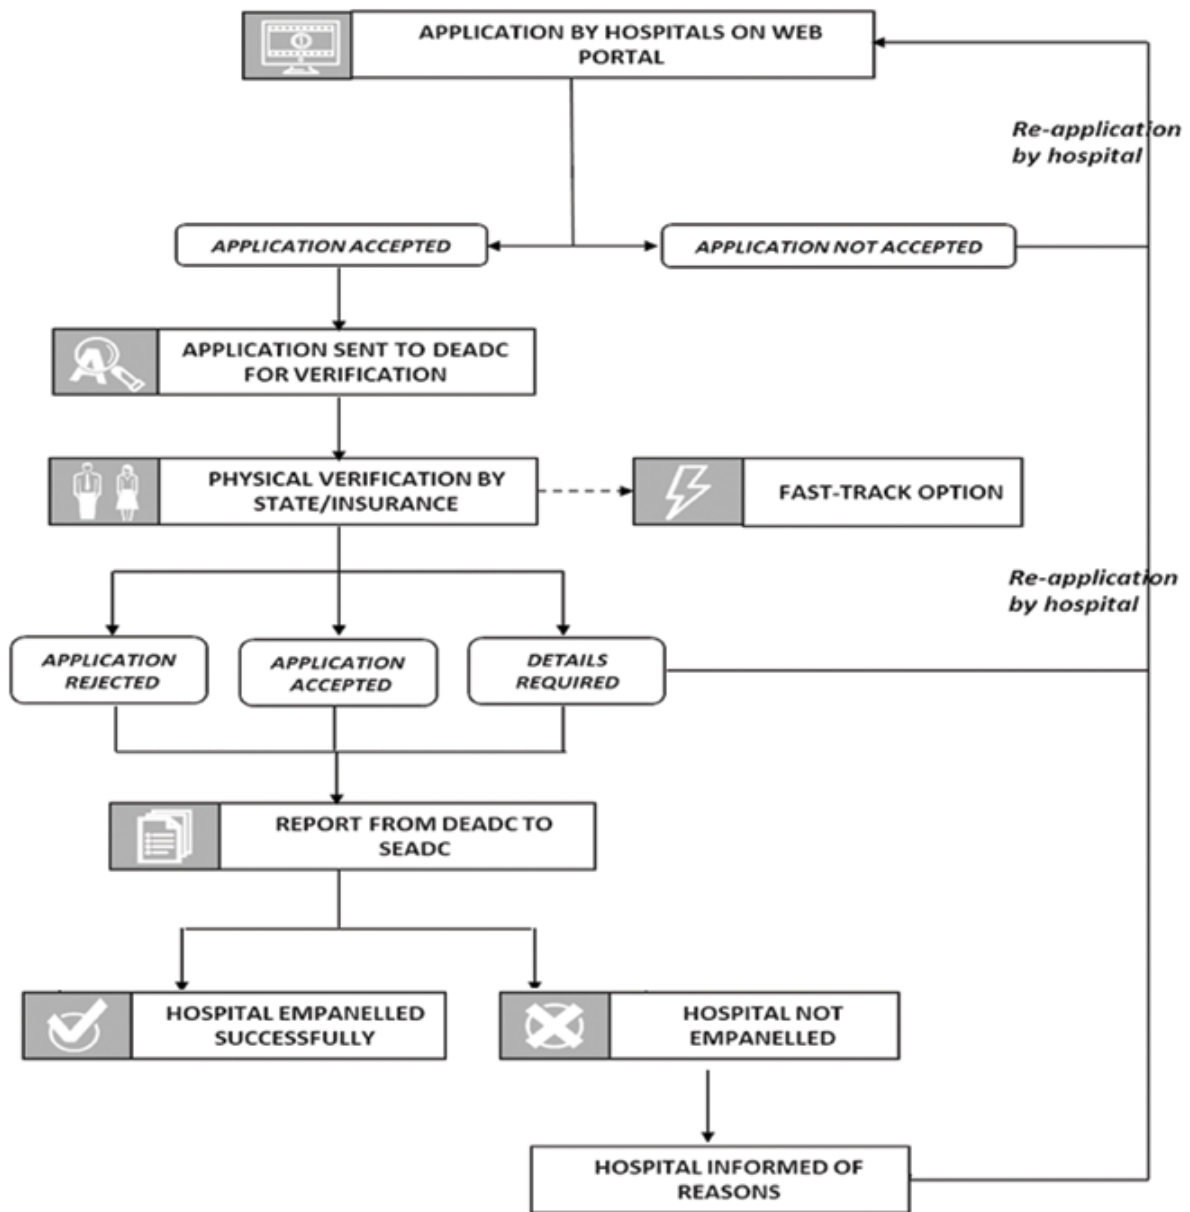 APPLICATION BY HOSPITALS ON WEB
PORTAL
Re-application
by hospital
APPLICATION ACCEPTED
APPLICATION NOT ACCEPTED
APPLICATION SENT TO DEADC
FOR VERIFICATION
PHYSICAL VERIFICATION BY
STATE/INSURANCE
FAST-TRACK OPTION
Re-application
by hospital
APPLICATION
REJECTED
APPLICATION
ACCEPTED
DETAILS
REQUIRED
REPORT FROM DEADC TO
SEADC
HOSPITAL EMPANELLED
SUCCESSFULLY
HOSPITAL NOT
EMPANELLED
HOSPITAL INFORMED OF
REASONS